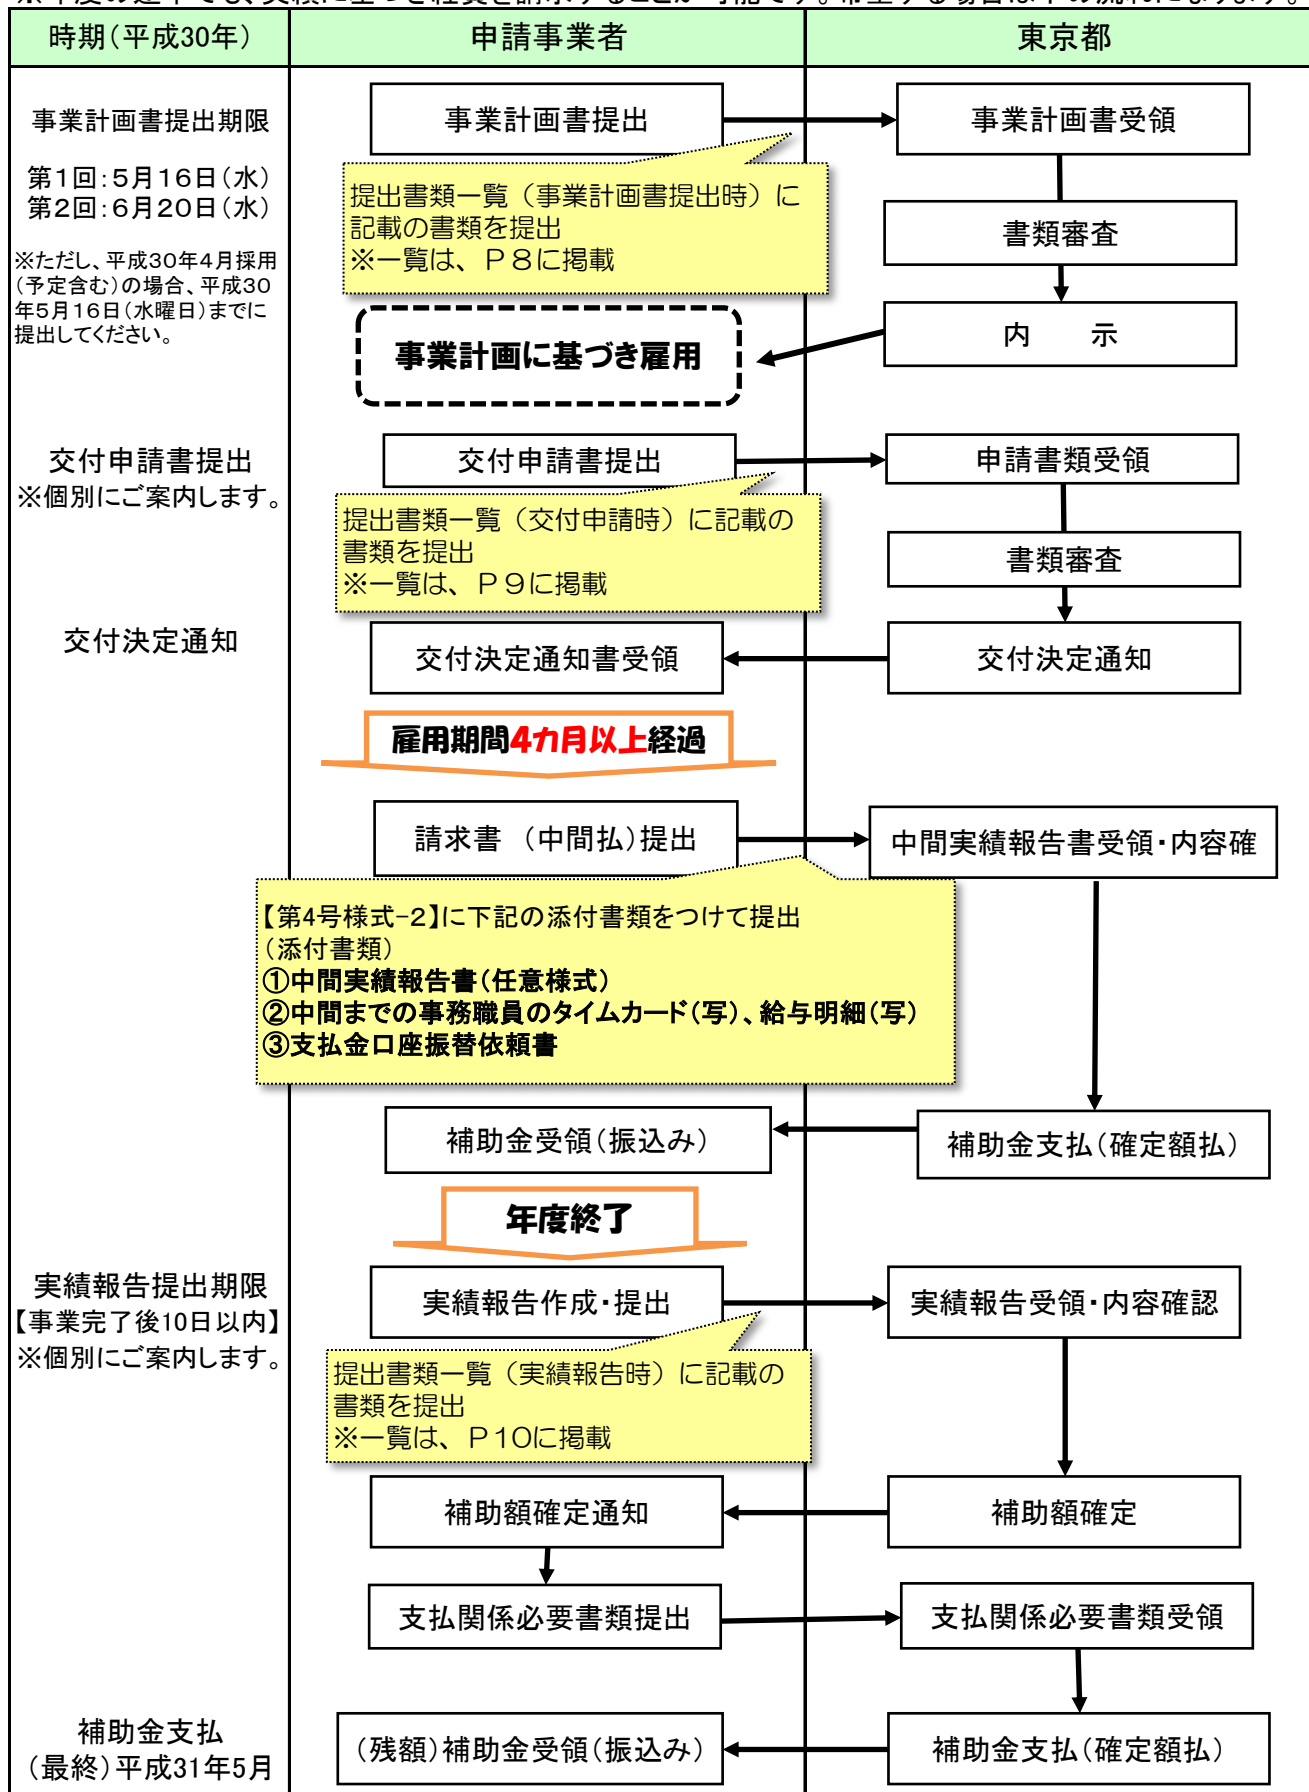 時期(平成30年)
申請事業者
東京都
事業計画書提出期限
事業計画書提出
事業計画書受領
第1回:5月16日(水)
第2回:6月20日(水)
提出書類一覧（事業計画書提出時）に
記載の書類を提出
※一覧は、P8に掲載
書類審査
※ただし、平成30年4月採用
(予定含む)の場合、平成30
年5月16日(水曜日)までに
提出してください。
内　　示
事業計画に基づき雇用
交付申請書提出
※個別にご案内します。
交付申請書提出
申請書類受領
提出書類一覧（交付申請時）に記載の
書類を提出
※一覧は、P9に掲載
書類審査
交付決定通知
交付決定通知書受領
交付決定通知
雇用期間4カ月以上経過
請求書 (中間払)提出
中間実績報告書受領・内容確
【第4号様式-2】に下記の添付書類をつけて提出
(添付書類)
①中間実績報告書(任意様式)
②中間までの事務職員のタイムカード(写)、給与明細(写)
③支払金口座振替依頼書
補助金受領(振込み)
補助金支払(確定額払)
年度終了
実績報告提出期限
【事業完了後10日以内】
※個別にご案内します。
実績報告作成・提出
実績報告受領・内容確認
提出書類一覧（実績報告時）に記載の
書類を提出
※一覧は、P10に掲載
補助額確定通知
補助額確定
支払関係必要書類提出
支払関係必要書類受領
補助金支払
(最終)平成31年5月
(残額)補助金受領(振込み)
補助金支払(確定額払)